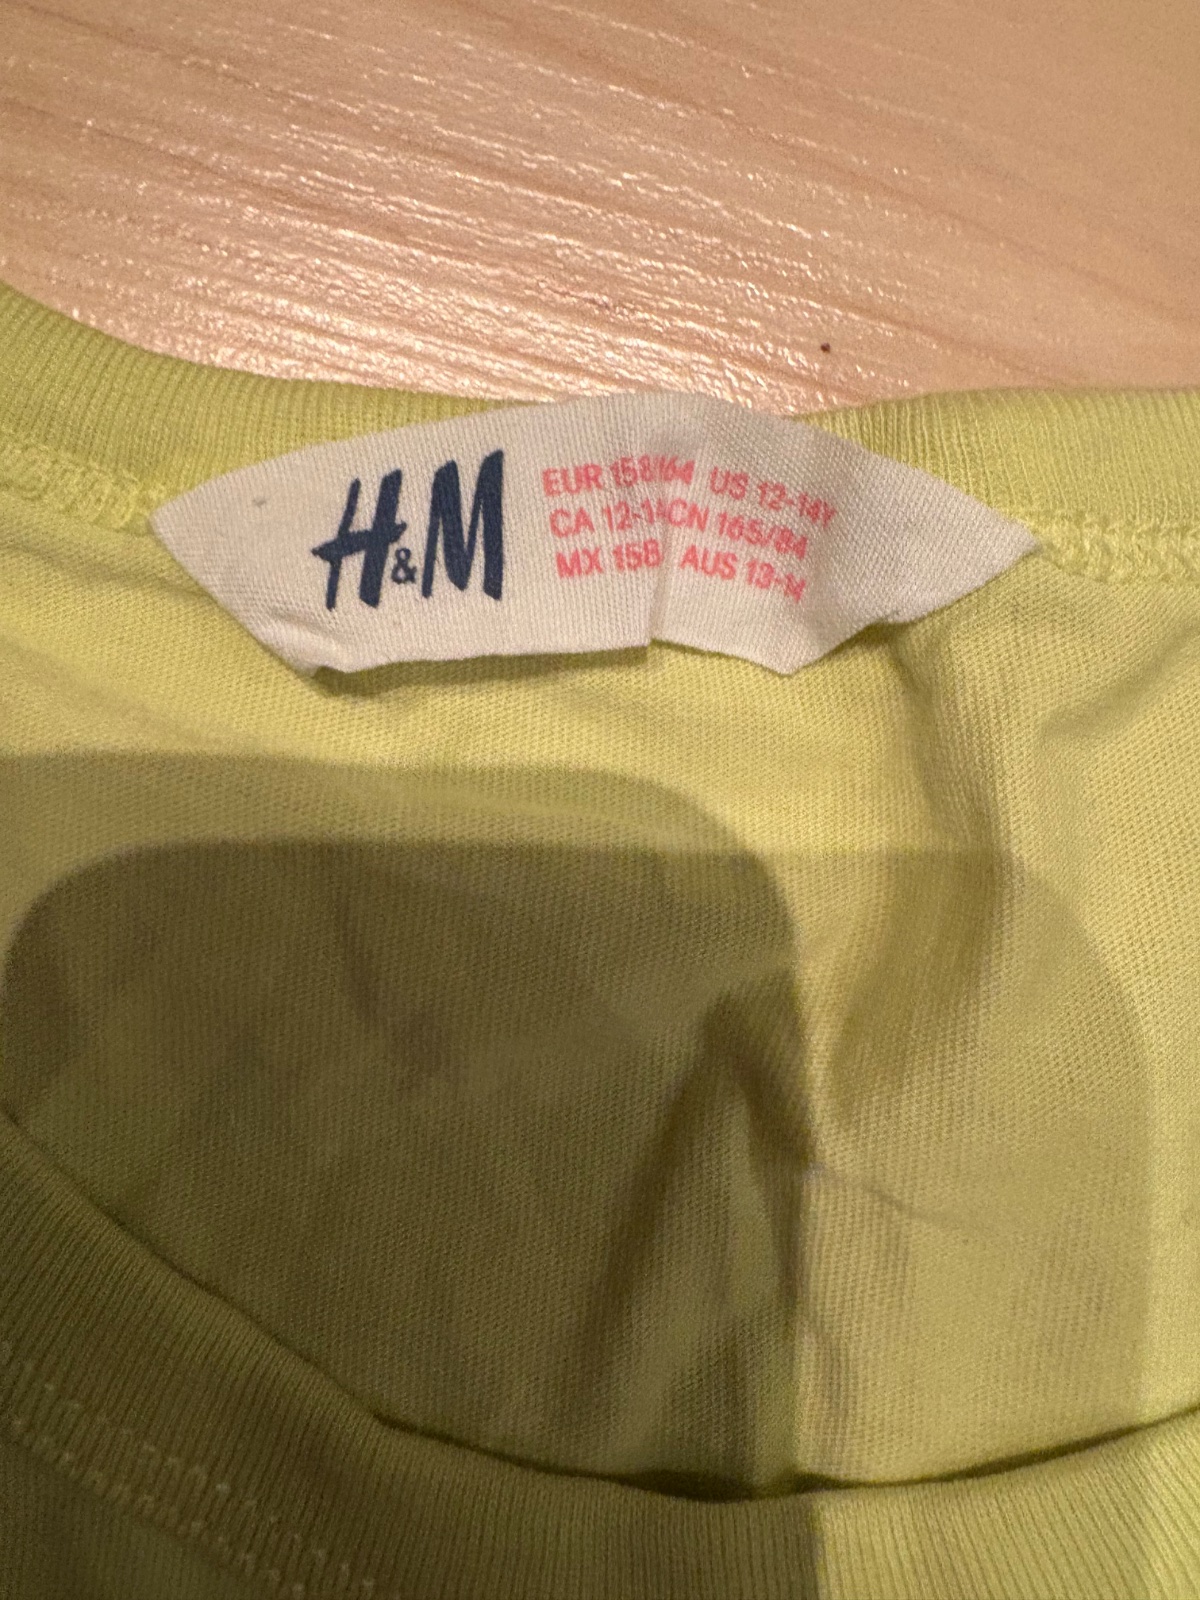 H&M
EUR 158/164 US 12-14Y
CA 12-14 CN 165/84
MX 158 AUS 13-14